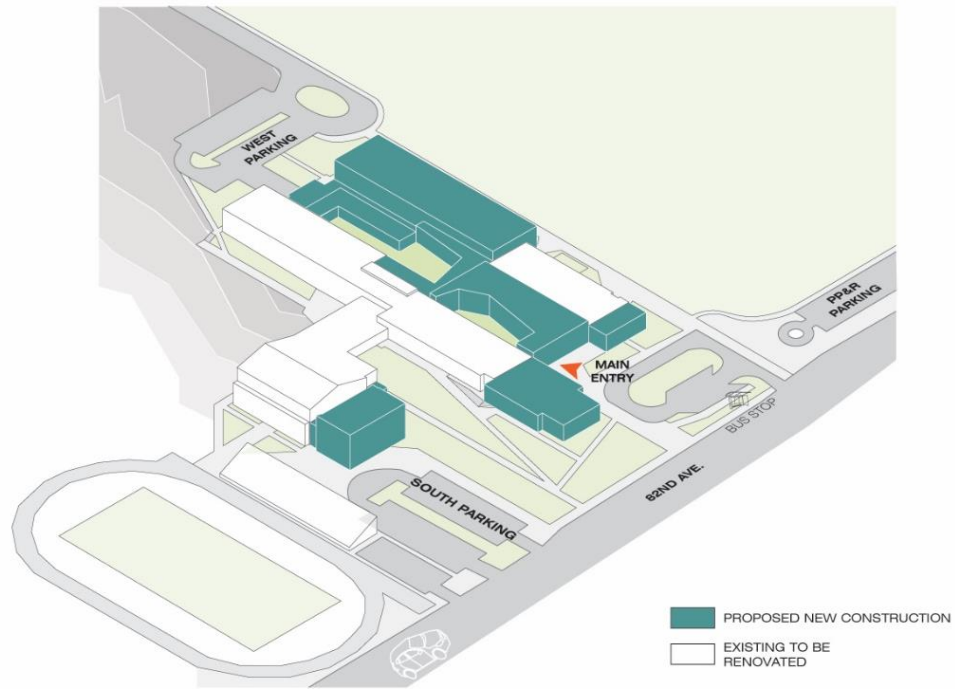 WEST
PARKING
PP&R
PARKING
MAIN
ENTRY
BUS STOP
82ND AVE.
SOUTH PARKING
PROPOSED NEW CONSTRUCTION
EXISTING TO BE
RENOVATED